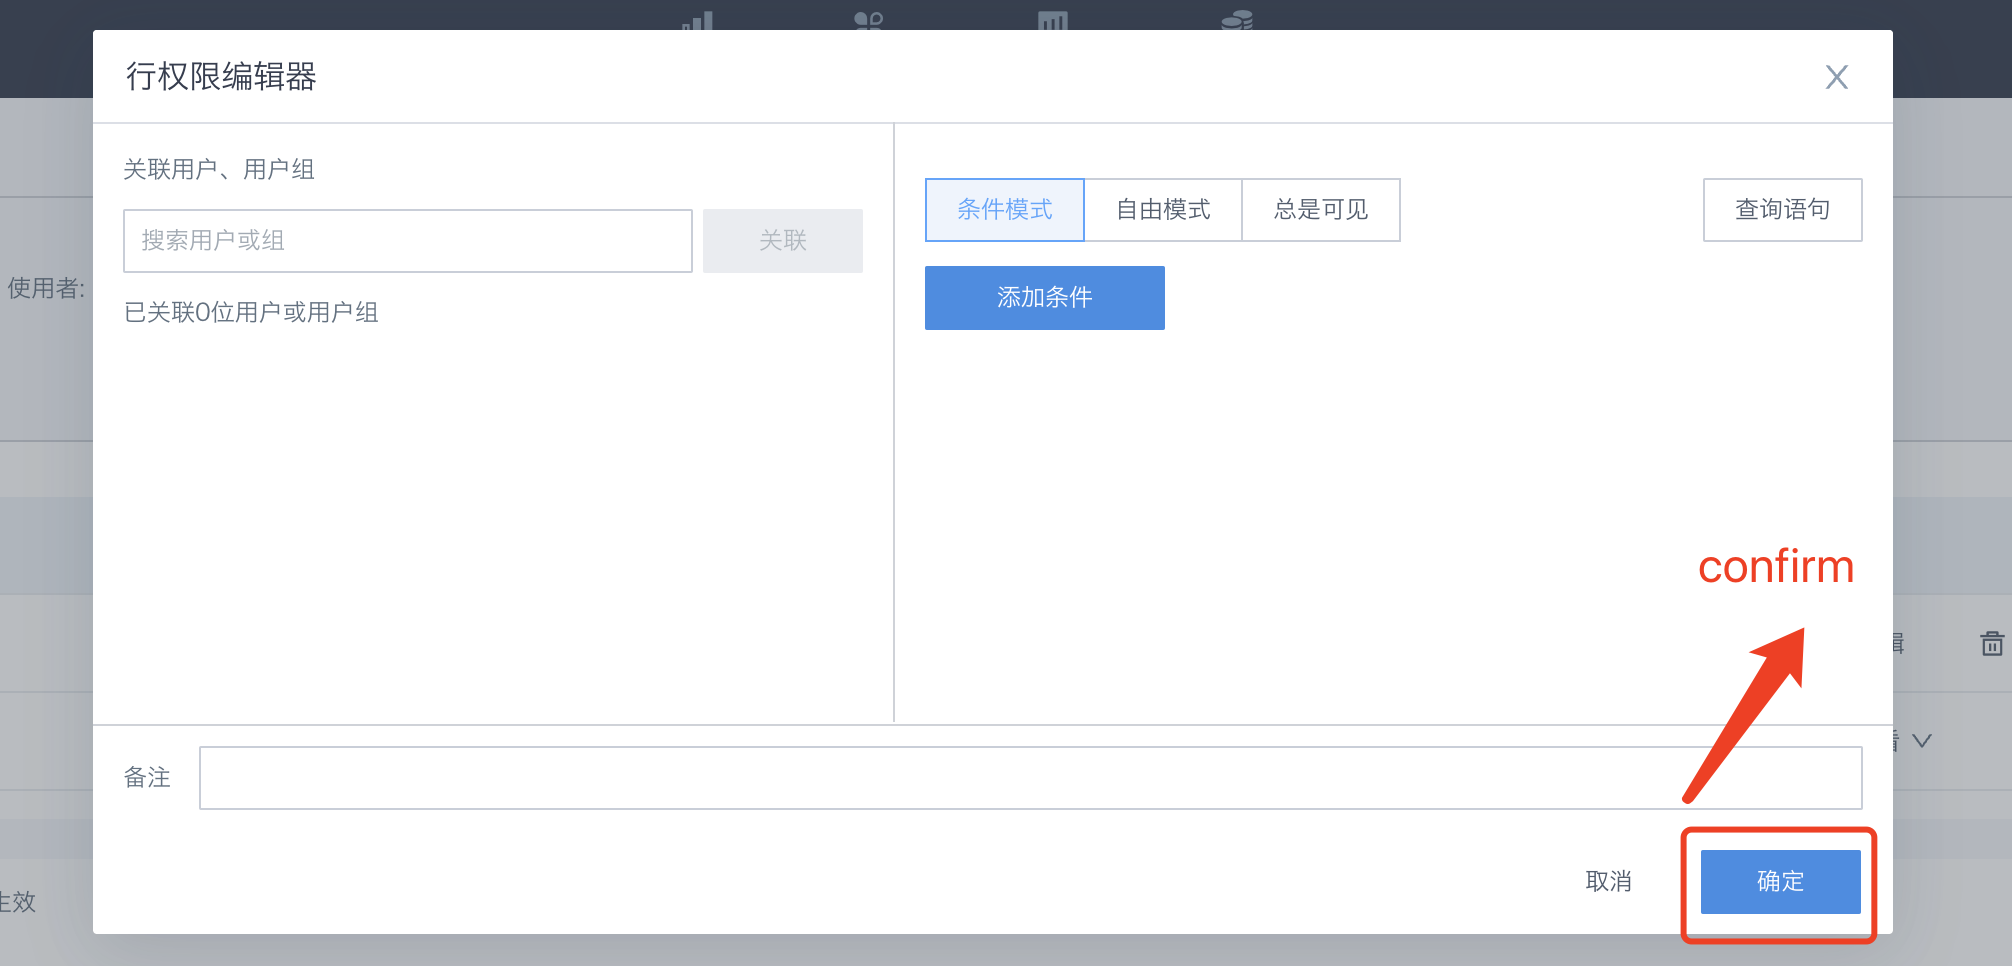 行权限编辑器
关联用户、用户组
搜索用户或组
关联
已关联0位用户或用户组
条件模式
自由模式
总是可见
查询语句
添加条件
使用者:
confirm
备注
取消
确定
生效